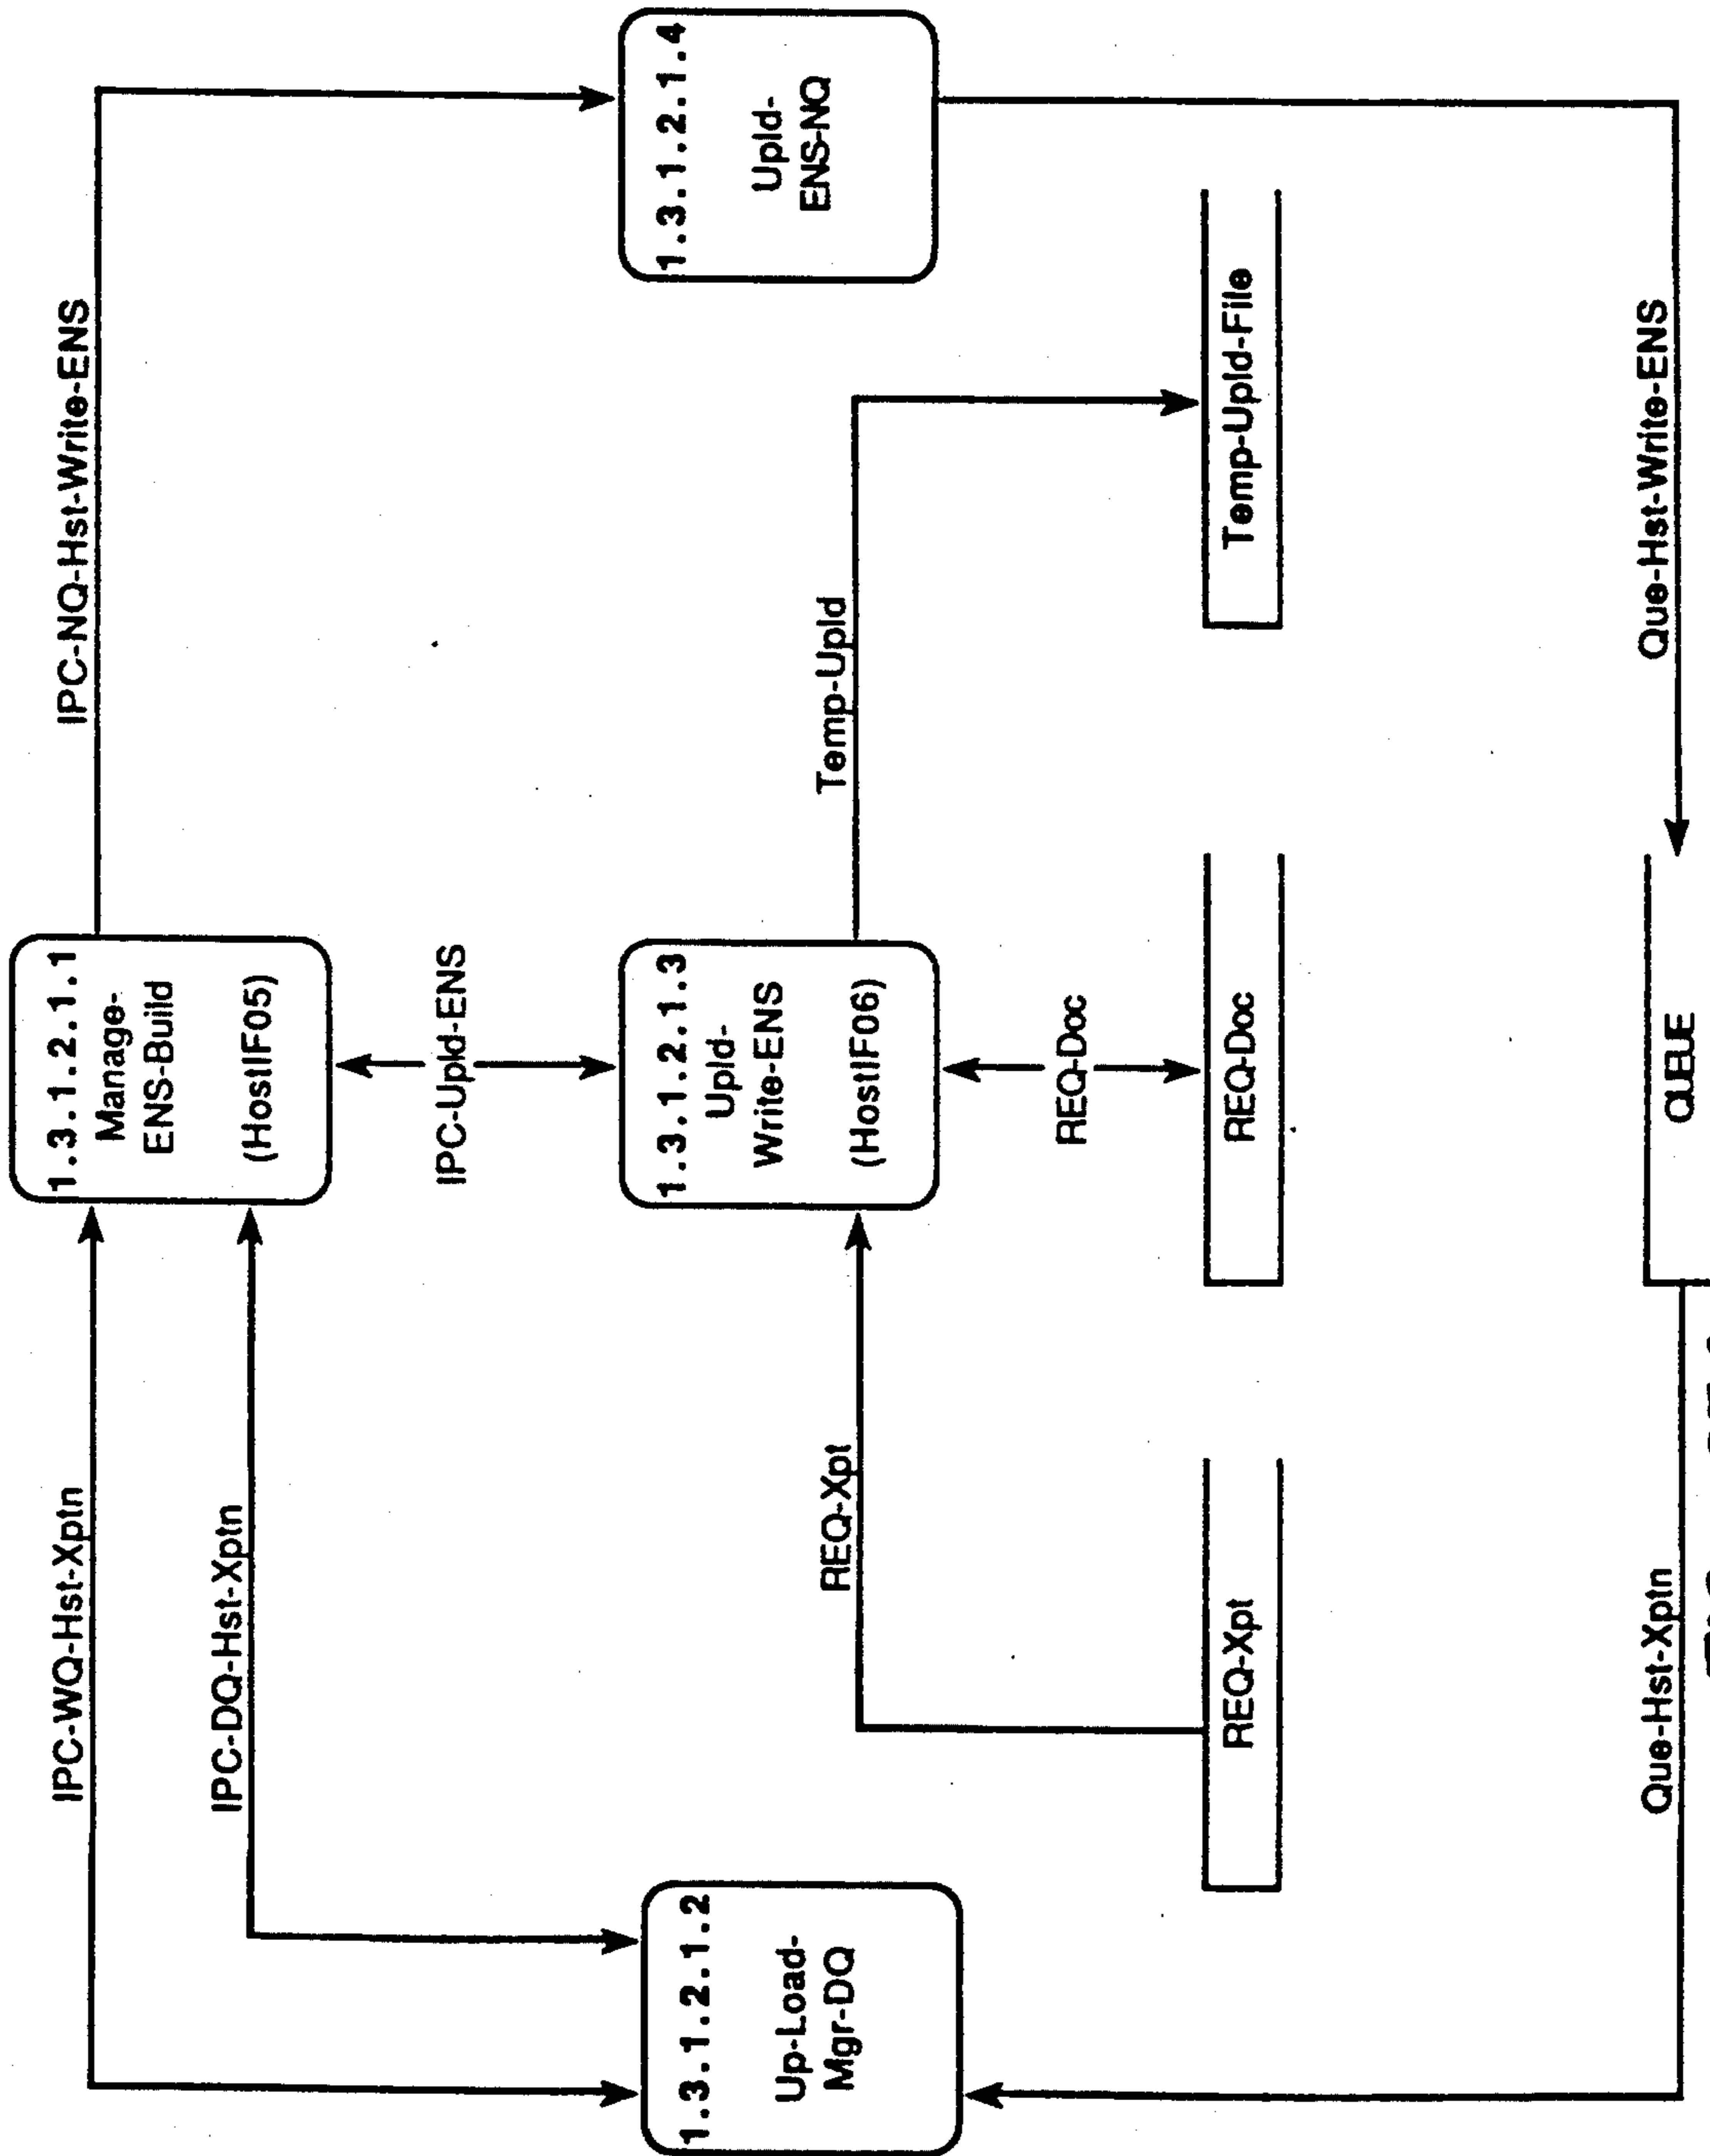 IPC-WQ-Hst-Xptn
IPC-NQ-Hst-Write-ENS
1.3.1.2.1.1
Manage-
ENS-Build
(HostIF05)
IPC-DQ-Hst-Xptn
IPC-Upld-ENS
1.3.1.2.1.2
Up-Load-
Mgr-DQ
1.3.1.2.1.3
Upld-
Write-ENS
(HostIF06)
1.3.1.2.1.4
Upld-
ENS-NQ
REQ-Xpt
Temp-Upld
REQ-Doc
REQ-Xpt
REQ-Doc
Temp-Upld-File
Que-Hst-Xptn
QUEUE
Que-Hst-Write-ENS